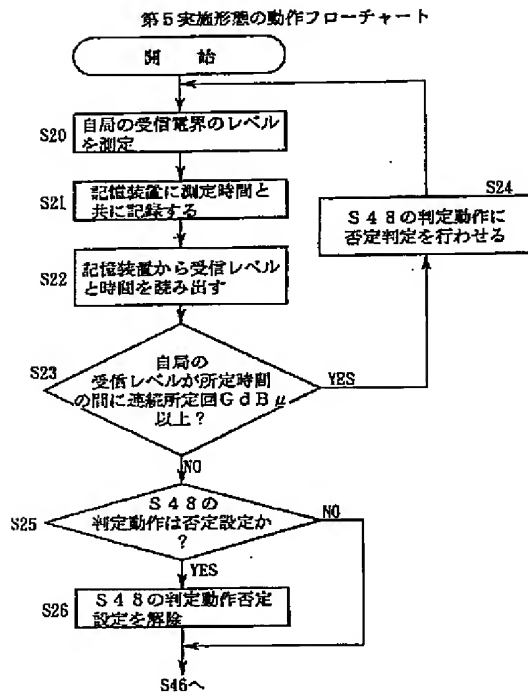 第5実施形態の動作フローチャート
開 始
S20
自局の受信電界のレベル
を測定
S21
記憶装置に測定時間と
共に記録する
S22
記憶装置から受信レベル
と時間を読み出す
S23
自局の
受信レベルが所定時間
の間に連続所定回GdBμ
以上?
YES
S24
S48の判定動作に
否定判定を行わせる
NO
S25
S48の
判定動作は否定設定か
?
NO
YES
S26
S48の判定動作否定
設定を解除
S46へ